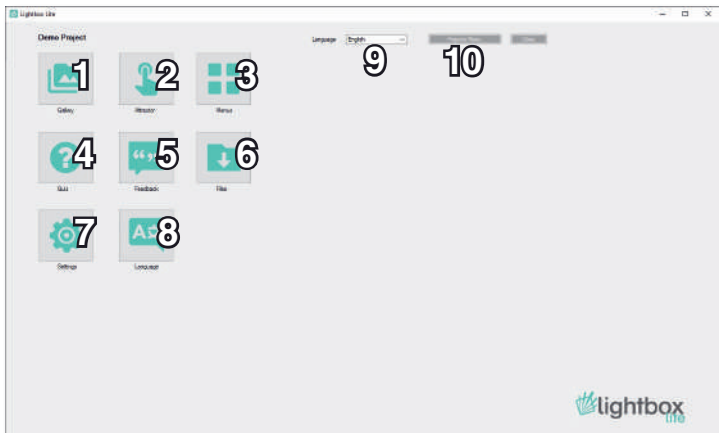 Lightbox Lite
Demo Project
Language English
9 10
1 2 3
Gallery Attractor Menus
4 5 6
Quiz Feedback Files
7 8
Settings Language
lightbox
lite